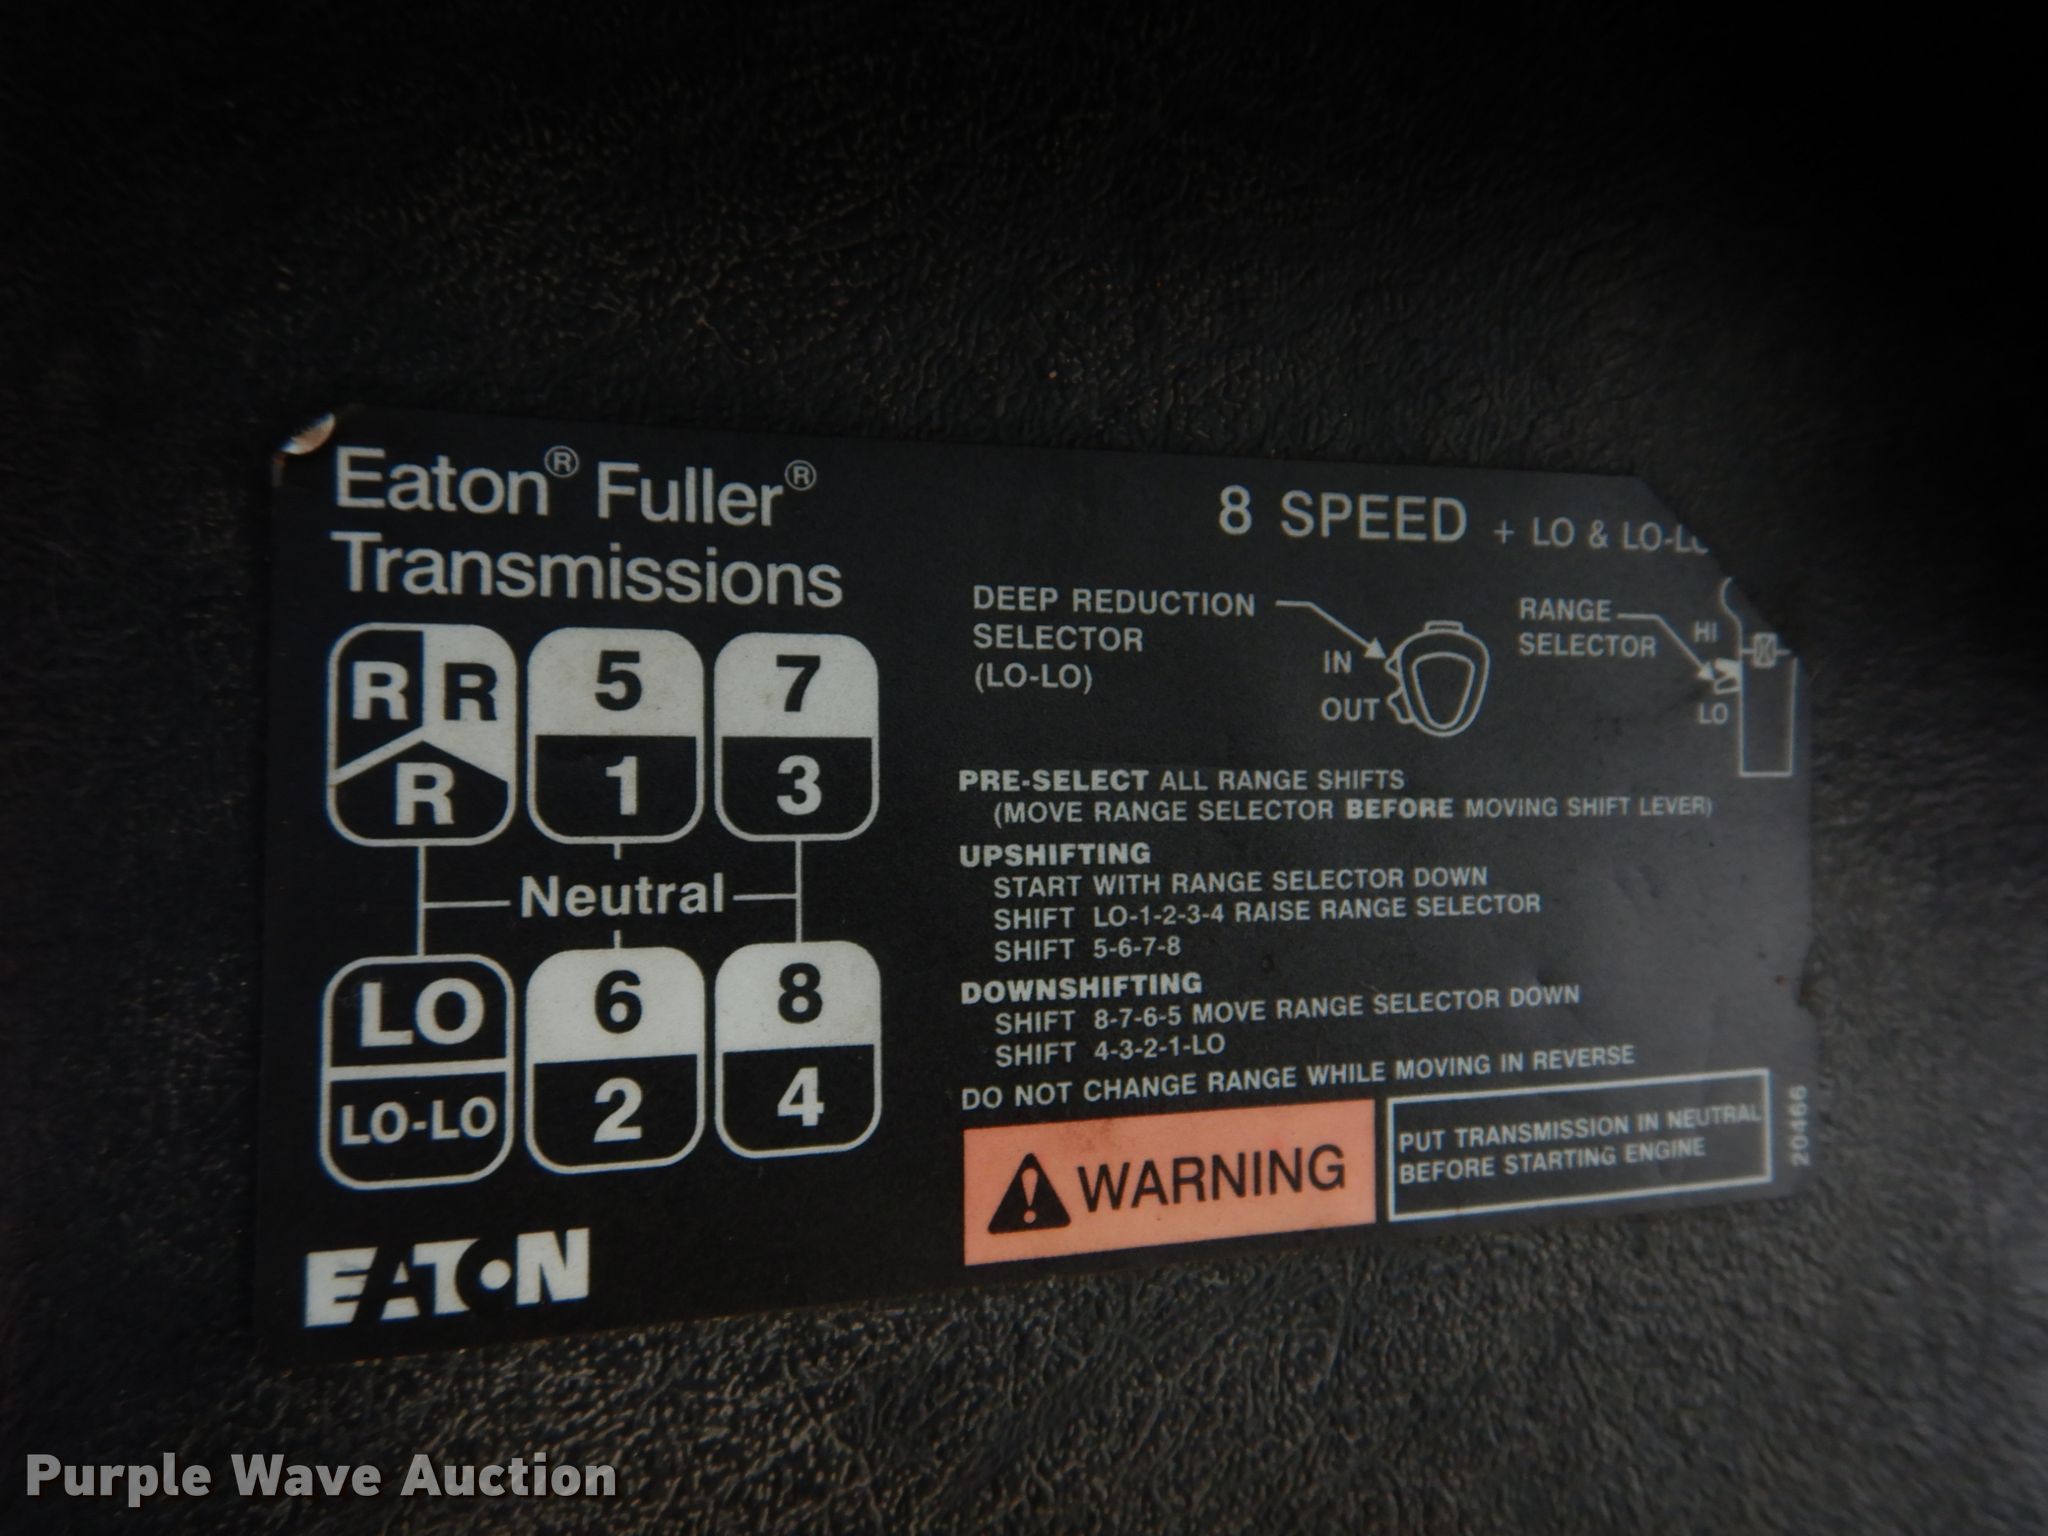 Eaton® Fuller®
Transmissions
8 SPEED + LO & LO-LO
R R
R
5
1
7
3
Neutral
LO
LO-LO
6
2
8
4
EATON
DEEP REDUCTION
SELECTOR
(LO-LO)
IN
OUT
RANGE
SELECTOR
HI
LO
PRE-SELECT ALL RANGE SHIFTS
(MOVE RANGE SELECTOR BEFORE MOVING SHIFT LEVER)
UPSHIFTING
START WITH RANGE SELECTOR DOWN
SHIFT LO-1-2-3-4 RAISE RANGE SELECTOR
SHIFT 5-6-7-8
DOWNSHIFTING
SHIFT 8-7-6-5 MOVE RANGE SELECTOR DOWN
SHIFT 4-3-2-1-LO
DO NOT CHANGE RANGE WHILE MOVING IN REVERSE
WARNING
PUT TRANSMISSION IN NEUTRAL
BEFORE STARTING ENGINE
20466
Purple Wave Auction